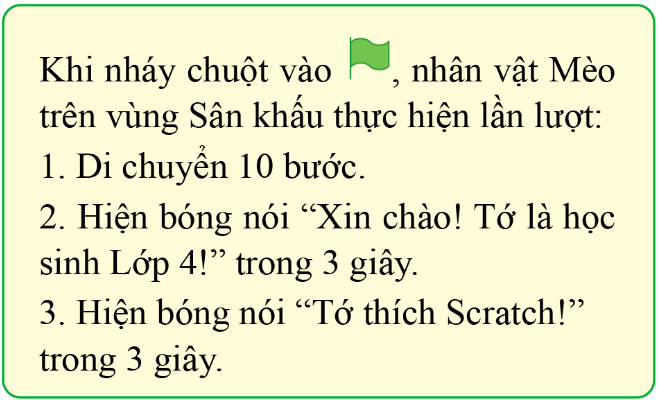 Khi nháy chuột vào , nhân vật Mèo
trên vùng Sân khấu thực hiện lần lượt:
1. Di chuyển 10 bước.
2. Hiện bóng nói “Xin chào! Tớ là học
sinh Lớp 4!” trong 3 giây.
3. Hiện bóng nói “Tớ thích Scratch!”
trong 3 giây.